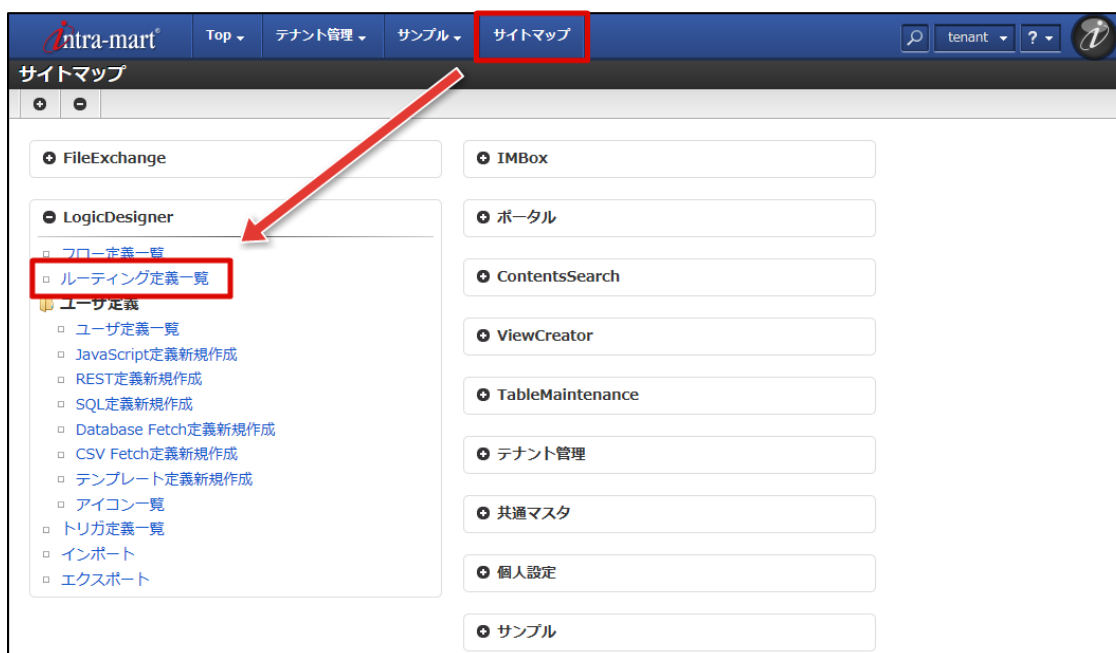 intra-mart® Top テナント管理 サンプル サイトマップ tenant ?
サイトマップ
FileExchange
LogicDesigner
フロー定義一覧
ルーティング定義一覧
ユーザ定義
ユーザ定義一覧
JavaScript定義新規作成
REST定義新規作成
SQL定義新規作成
Database Fetch定義新規作成
CSV Fetch定義新規作成
テンプレート定義新規作成
アイコン一覧
トリガ定義一覧
インポート
エクスポート
IMBox
ポータル
ContentsSearch
ViewCreator
TableMaintenance
テナント管理
共通マスタ
個人設定
サンプル